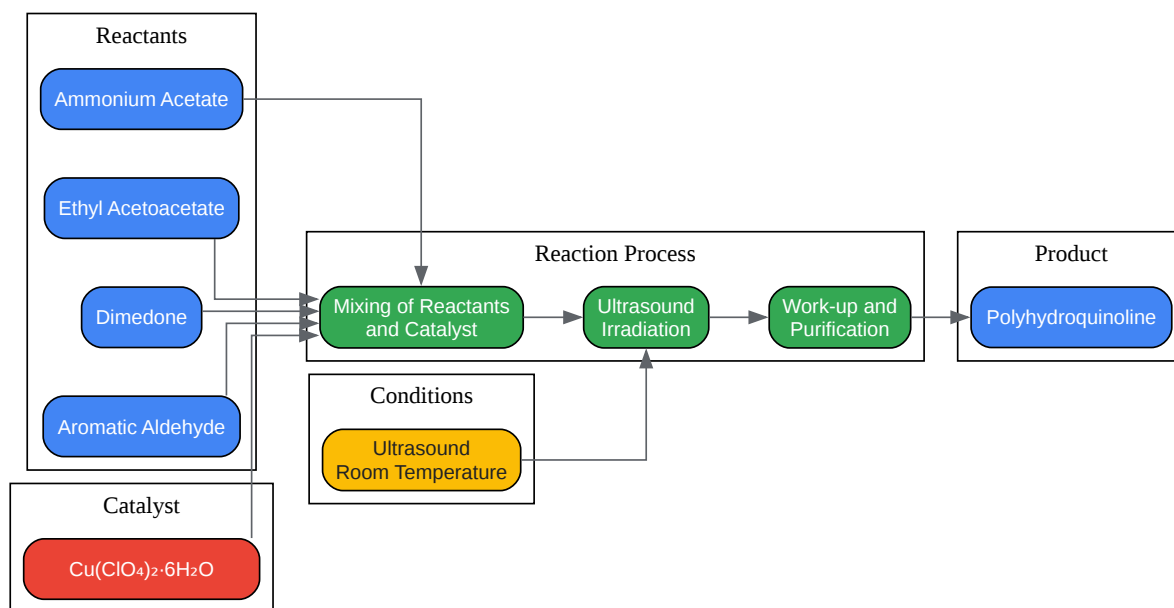 Reactants
Ammonium Acetate
Ethyl Acetoacetate
Dimedone
Aromatic Aldehyde
Catalyst
Cu(ClO₄)₂·6H₂O
Reaction Process
Mixing of Reactants
and Catalyst
Ultrasound
Irradiation
Work-up and
Purification
Conditions
Ultrasound
Room Temperature
Product
Polyhydroquinoline